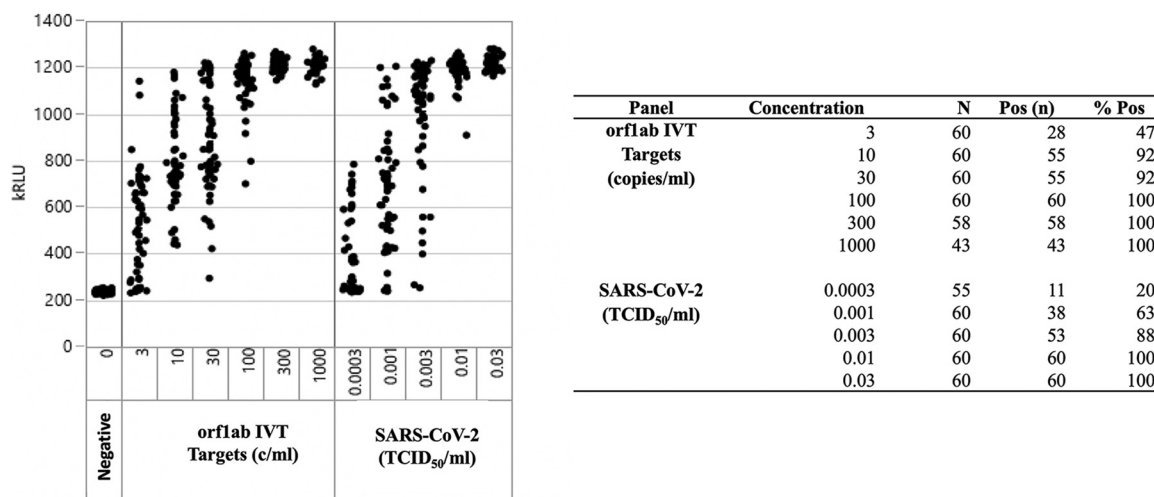 1400
1200
1000
800
600
400
200
0
kRLU
0
3
10
30
100
300
1000
0.0003
0.001
0.003
0.01
0.03
Negative
orf1ab IVT
Targets (c/ml)
SARS-CoV-2
(TCID50/ml)
Panel Concentration N Pos (n) % Pos
orf1ab IVT 3 60 28 47
Targets 10 60 55 92
(copies/ml) 30 60 55 92
100 60 60 100
300 58 58 100
1000 43 43 100
SARS-CoV-2 0.0003 55 11 20
(TCID50/ml) 0.001 60 38 63
0.003 60 53 88
0.01 60 60 100
0.03 60 60 100